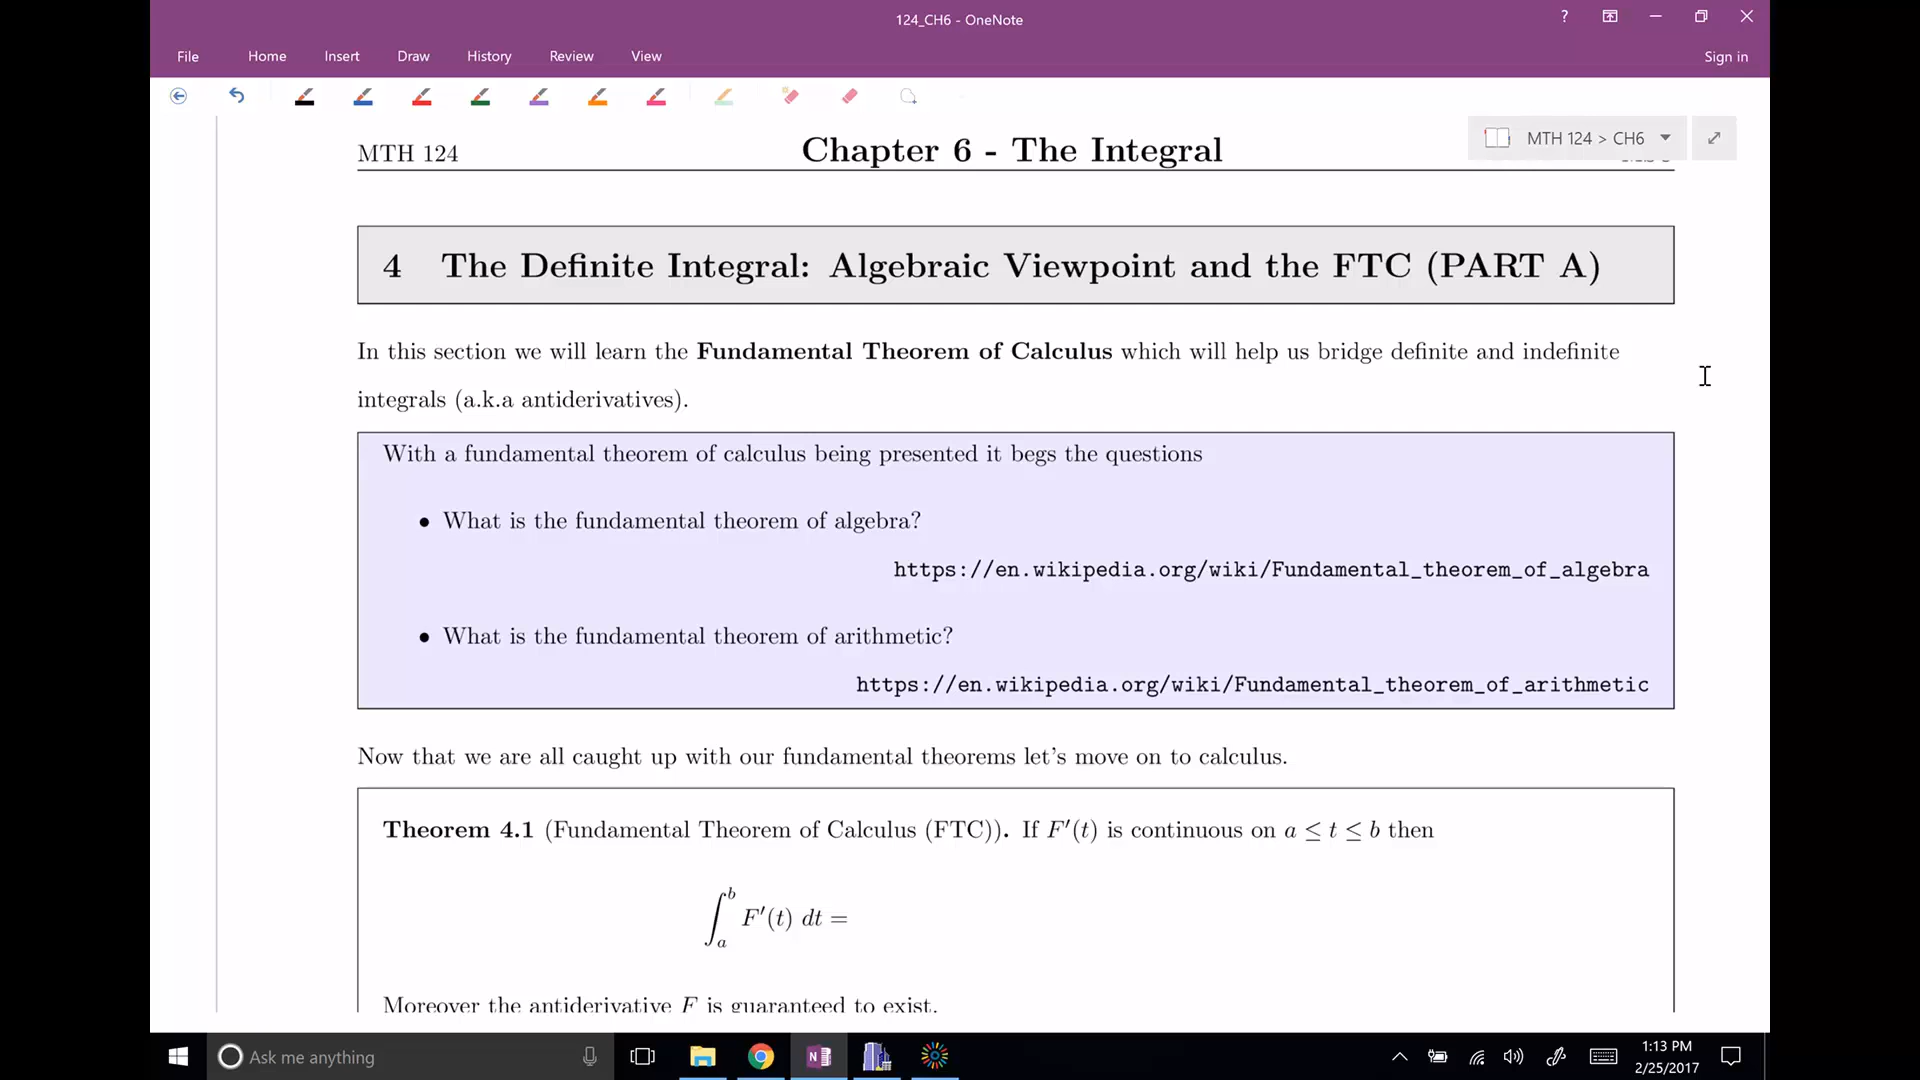 124_CH6 - OneNote
?
File Home Insert Draw History Review View Sign in
MTH 124 Chapter 6 - The Integral
MTH 124 > CH6
4 The Definite Integral: Algebraic Viewpoint and the FTC (PART A)
In this section we will learn the Fundamental Theorem of Calculus which will help us bridge definite and indefinite
integrals (a.k.a antiderivatives).
With a fundamental theorem of calculus being presented it begs the questions
• What is the fundamental theorem of algebra?
https://en.wikipedia.org/wiki/Fundamental_theorem_of_algebra
• What is the fundamental theorem of arithmetic?
https://en.wikipedia.org/wiki/Fundamental_theorem_of_arithmetic
Now that we are all caught up with our fundamental theorems let's move on to calculus.
Theorem 4.1 (Fundamental Theorem of Calculus (FTC)). If F′(t) is continuous on a ≤ t ≤ b then
∫_a^b F′(t) dt =
Moreover the antiderivative F is guaranteed to exist.
Ask me anything
N
1:13 PM
2/25/2017